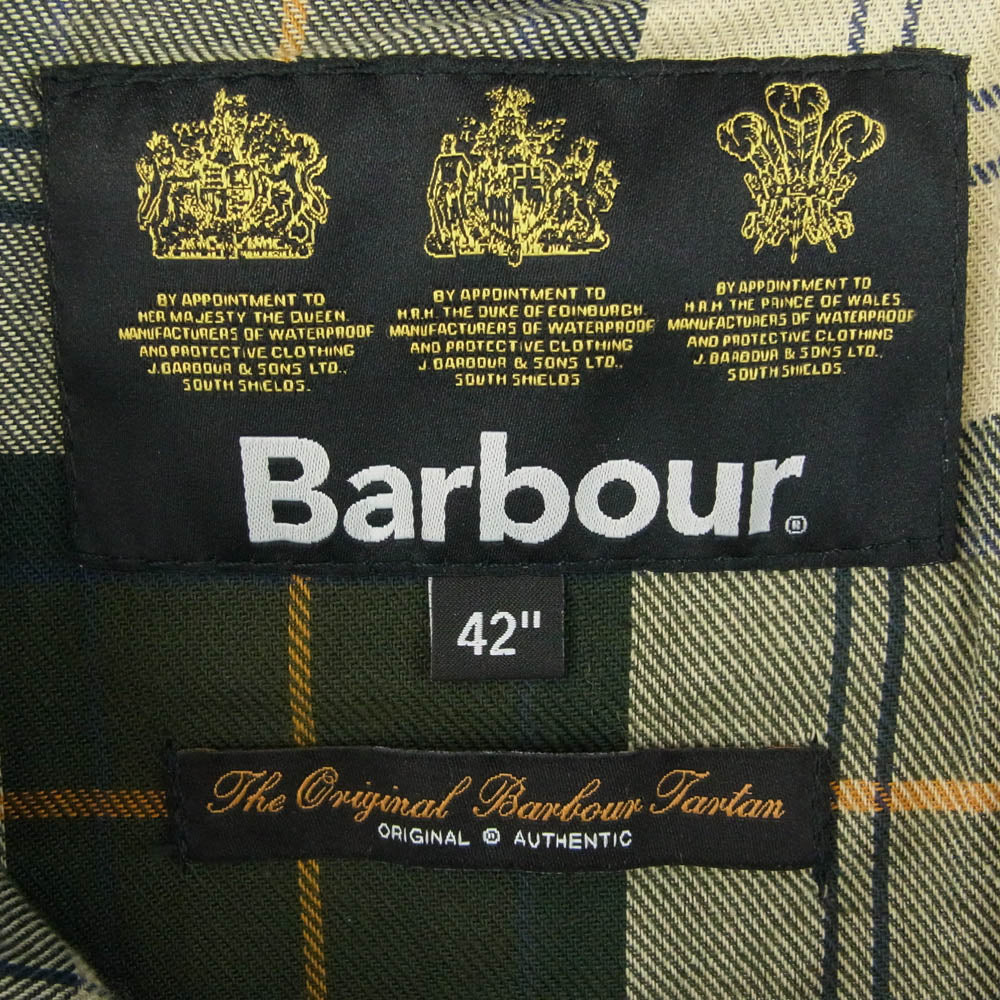 BY APPOINTMENT TO
HER MAJESTY THE QUEEN.
MANUFACTURERS OF WATERPROOF
AND PROTECTIVE CLOTHING
J. BARBOUR & SONS LTD.,
SOUTH SHIELDS.
BY APPOINTMENT TO
H.R.H. THE DUKE OF EDINBURGH
MANUFACTURERS OF WATERPROOF
AND PROTECTIVE CLOTHING
J. BARBOUR & SONS LTD.,
SOUTH SHIELDS
BY APPOINTMENT TO
H.R.H THE PRINCE OF WALES
MANUFACTURERS OF WATERPROOF
AND PROTECTIVE CLOTHING
J. BARBOUR & SONS LTD.,
SOUTH SHIELDS.
Barbour®
42"
The Original Barbour Tartan
ORIGINAL AUTHENTIC